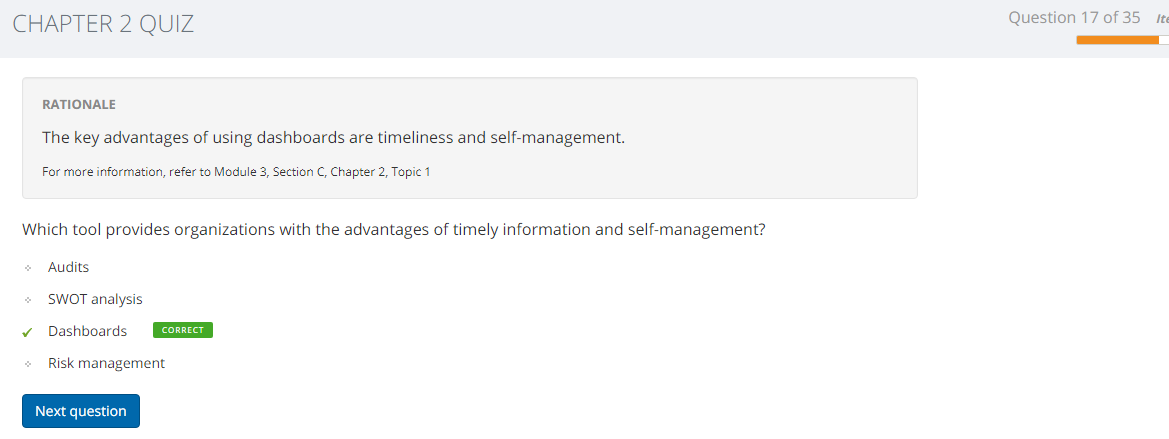 CHAPTER 2 QUIZ
Question 17 of 35
RATIONALE
The key advantages of using dashboards are timeliness and self-management.
For more information, refer to Module 3, Section C, Chapter 2, Topic 1
Which tool provides organizations with the advantages of timely information and self-management?
Audits
SWOT analysis
Dashboards CORRECT
Risk management
Next question